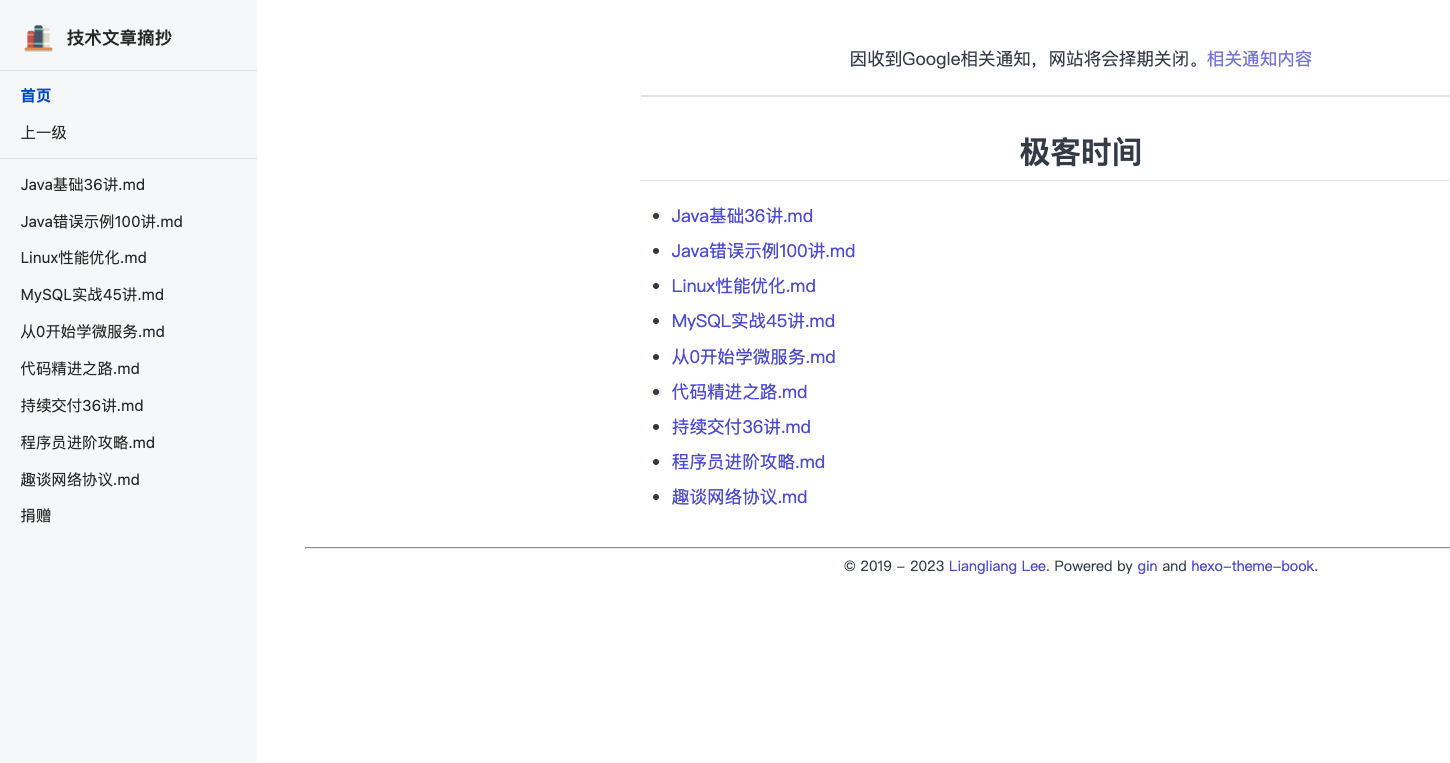 技术文章摘抄
首页
上一级
Java基础36讲.md
Java错误示例100讲.md
Linux性能优化.md
MySQL实战45讲.md
从0开始学微服务.md
代码精进之路.md
持续交付36讲.md
程序员进阶攻略.md
趣谈网络协议.md
捐赠
因收到Google相关通知，网站将会择期关闭。相关通知内容
极客时间
Java基础36讲.md
Java错误示例100讲.md
Linux性能优化.md
MySQL实战45讲.md
从0开始学微服务.md
代码精进之路.md
持续交付36讲.md
程序员进阶攻略.md
趣谈网络协议.md
© 2019 - 2023 Liangliang Lee. Powered by gin and hexo-theme-book.